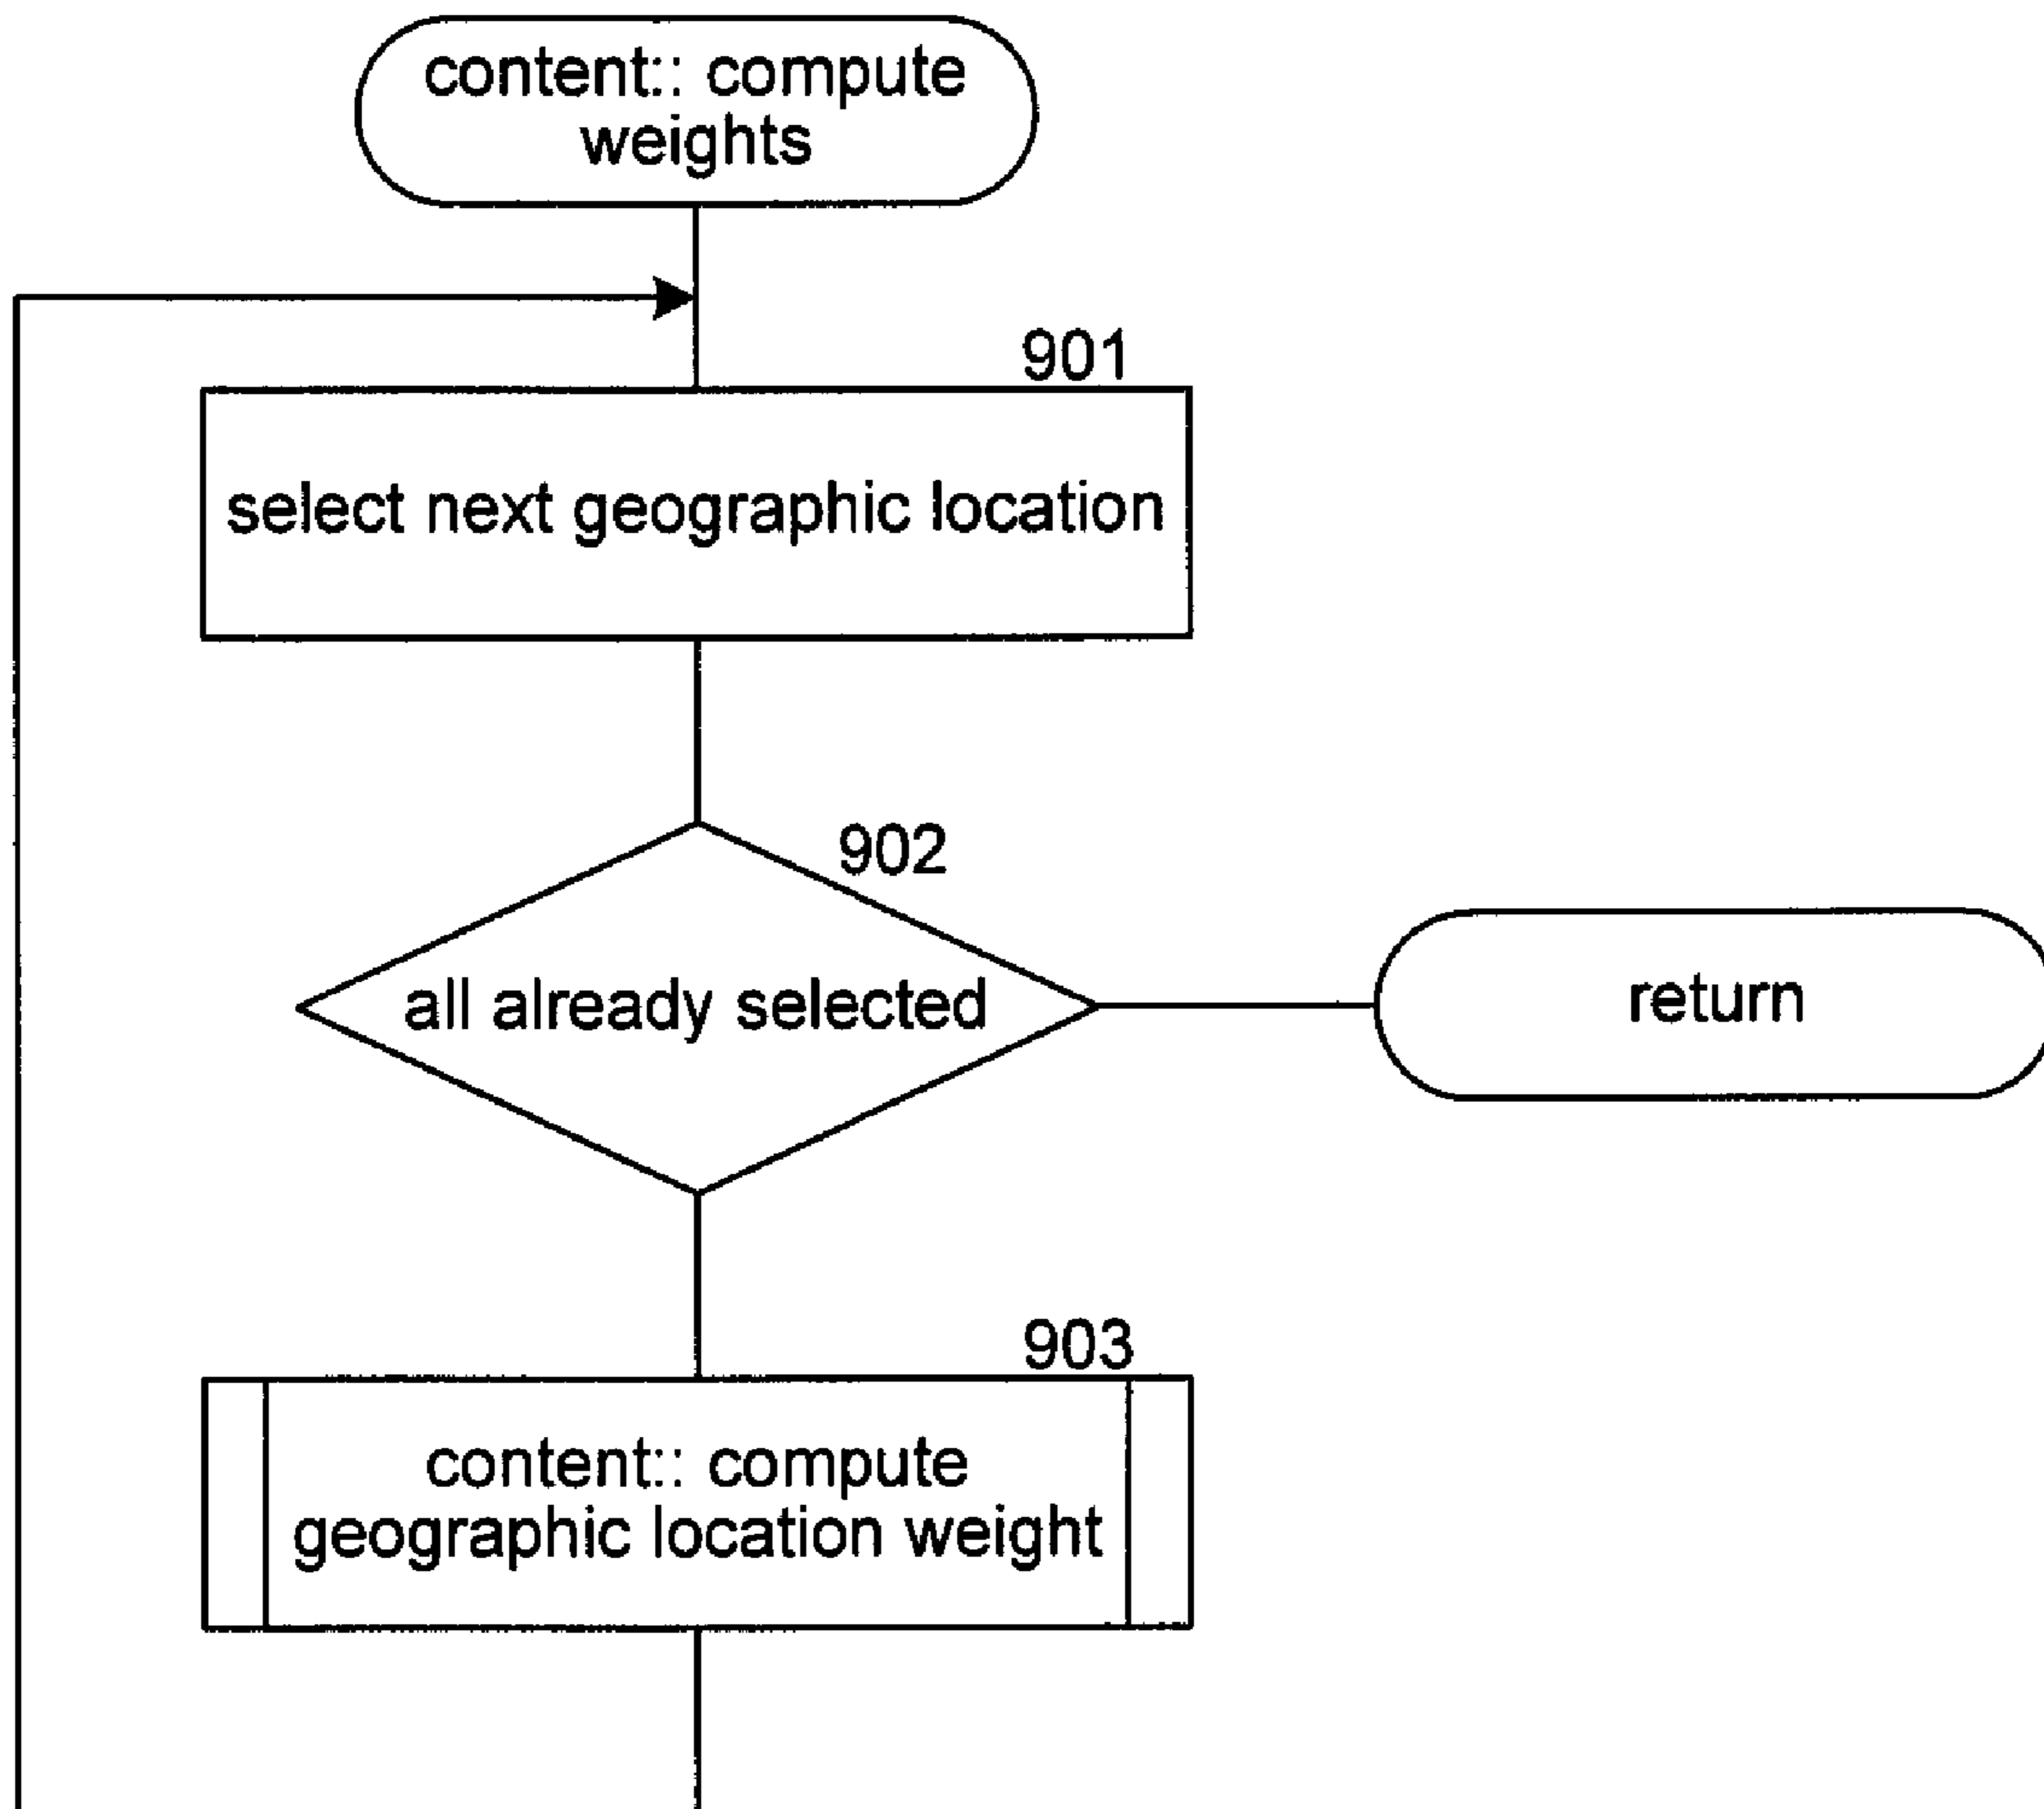 content:: compute
weights
901
select next geographic location
902
all already selected
return
903
content:: compute
geographic location weight